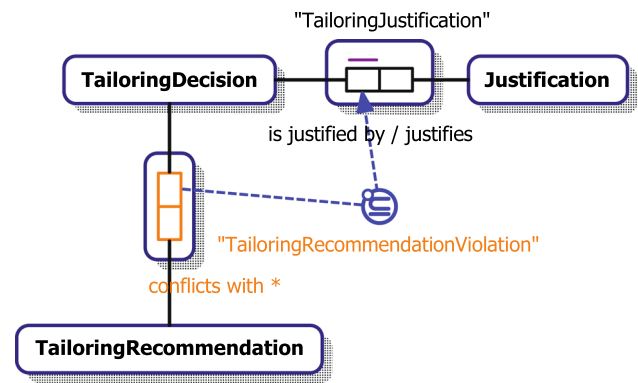 "TailoringJustification"
TailoringDecision
Justification
is justified by / justifies
"TailoringRecommendationViolation"
conflicts with *
TailoringRecommendation